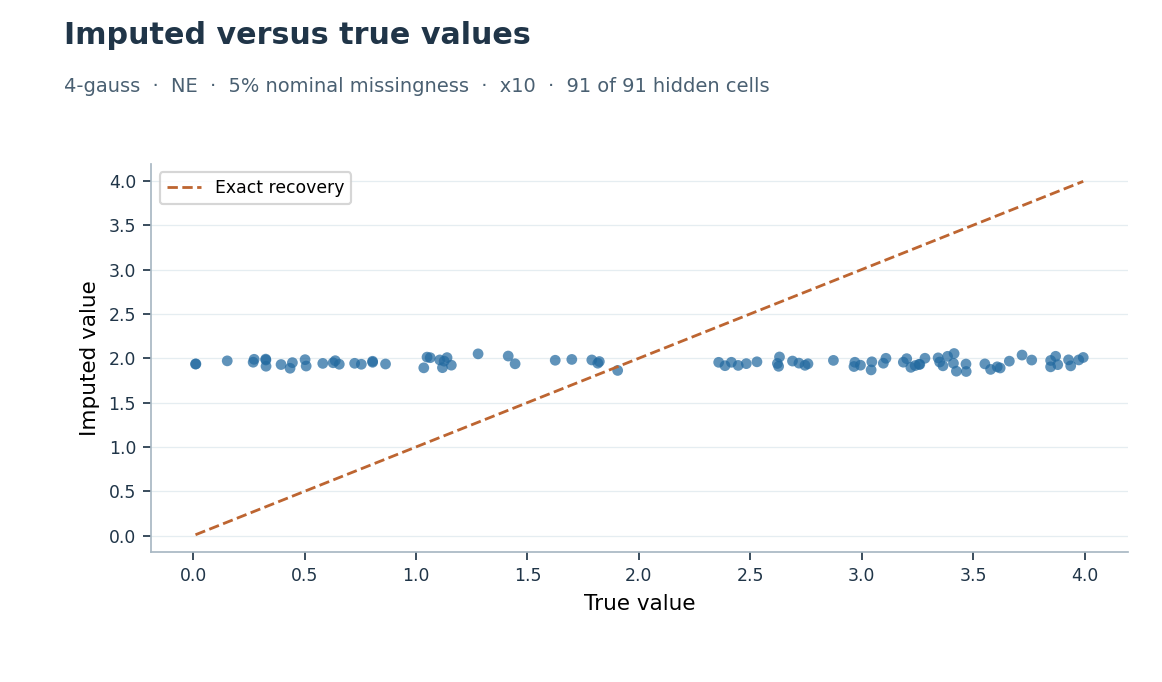 Imputed versus true values
4-gauss · NE · 5% nominal missingness · x10 · 91 of 91 hidden cells
Exact recovery
4.0
3.5
3.0
2.5
2.0
1.5
1.0
0.5
0.0
Imputed value
0.0 0.5 1.0 1.5 2.0 2.5 3.0 3.5 4.0
True value